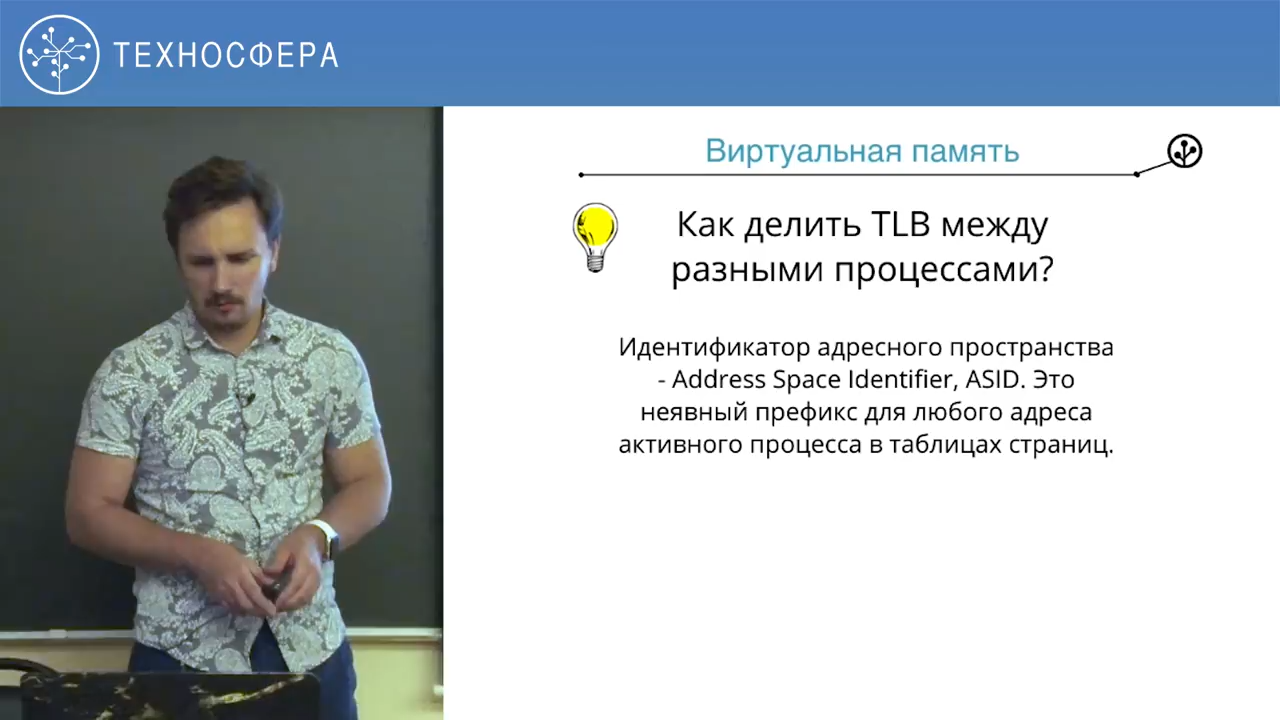 ТЕХНОСФЕРА
Виртуальная память
Как делить TLB между
разными процессами?
Идентификатор адресного пространства
- Address Space Identifier, ASID. Это
неявный префикс для любого адреса
активного процесса в таблицах страниц.